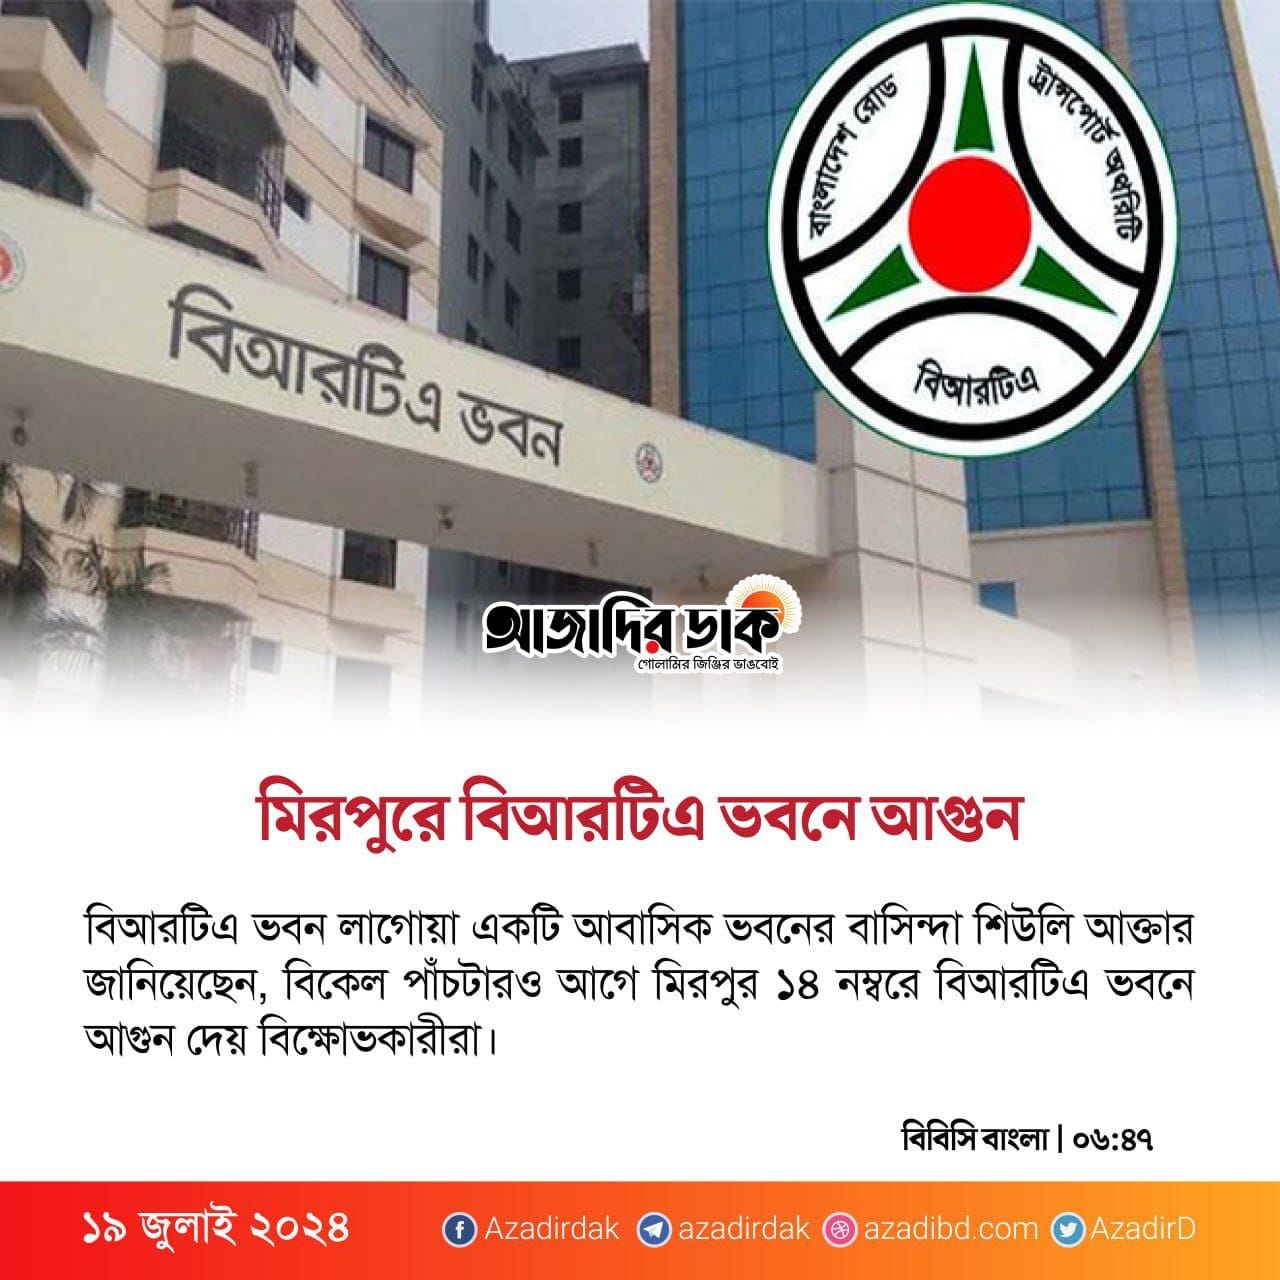 বাংলাদেশ রোড
ট্রান্সপোর্ট অথরিটি
বিআরটিএ
বিআরটিএ ভবন
আজাদির ডাক
গোলামির জিঞ্জির ভাঙবোই
মিরপুরে বিআরটিএ ভবনে আগুন
বিআরটিএ ভবন লাগোয়া একটি আবাসিক ভবনের বাসিন্দা শিউলি আক্তার
জানিয়েছেন, বিকেল পাঁচটারও আগে মিরপুর ১৪ নম্বরে বিআরটিএ ভবনে
আগুন দেয় বিক্ষোভকারীরা।
বিবিসি বাংলা | ০৬:৪৭
১৯ জুলাই ২০২৪ Azadirdak azadirdak azadibd.com AzadirD